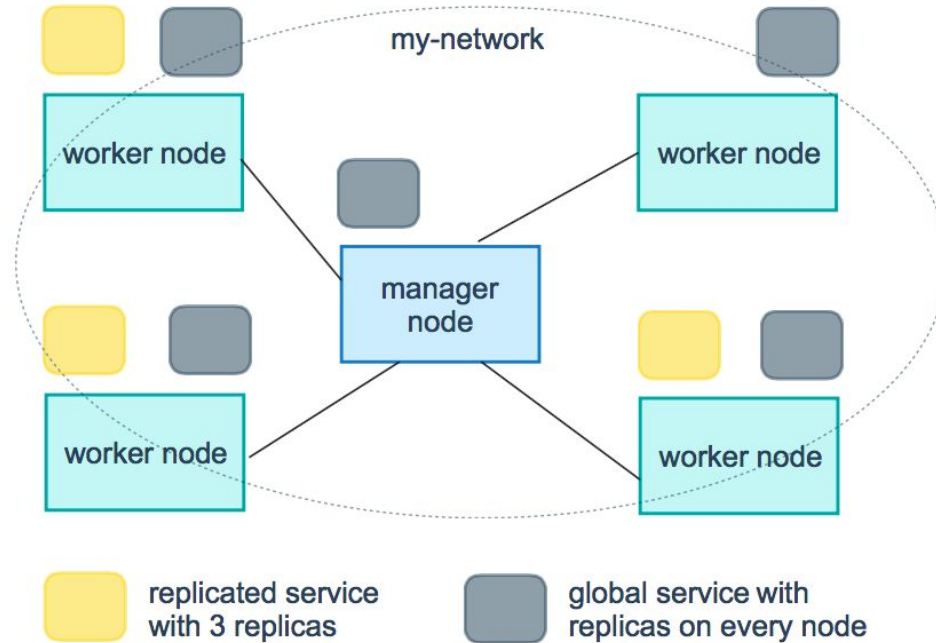 my-network
worker node
worker node
manager
node
worker node
worker node
replicated service
with 3 replicas
global service with
replicas on every node